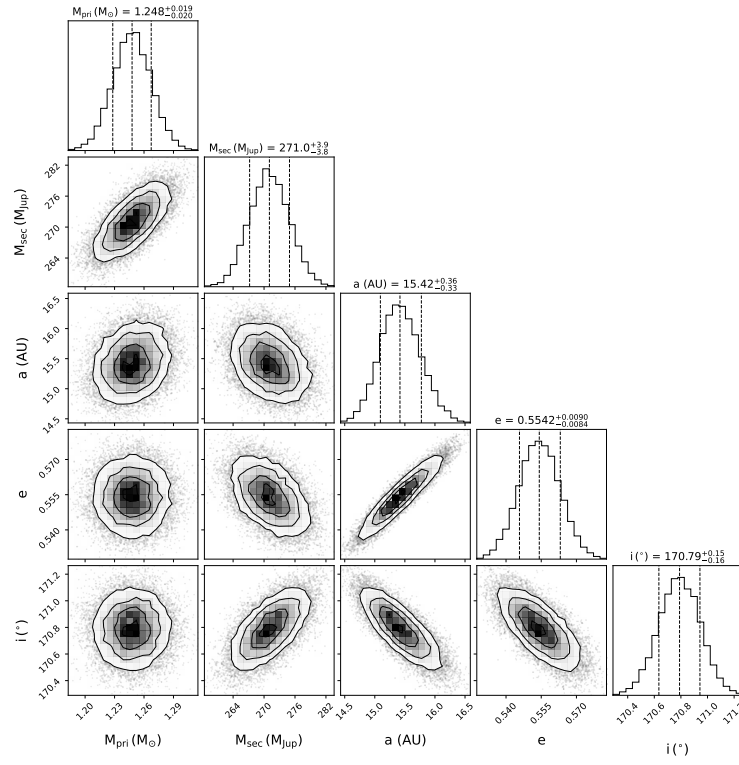 M_pri (M_⊙) = 1.248^{+0.019}_{-0.020}
M_sec (M_Jup) = 271.0^{+3.9}_{-3.8}
282
276
270
264
M_sec (M_Jup)
a (AU) = 15.42^{+0.36}_{-0.33}
16.5
16.0
15.5
15.0
14.5
a (AU)
e = 0.5542^{+0.0090}_{-0.0084}
0.570
0.555
0.540
e
i (°) = 170.79^{+0.15}_{-0.16}
171.2
171.0
170.8
170.6
170.4
i (°)
1.20 1.23 1.26 1.29
264 270 276 282
14.5 15.0 15.5 16.0 16.5
0.540 0.555 0.570
170.4 170.6 170.8 171.0
M_pri (M_⊙) M_sec (M_Jup) a (AU) e i (°)